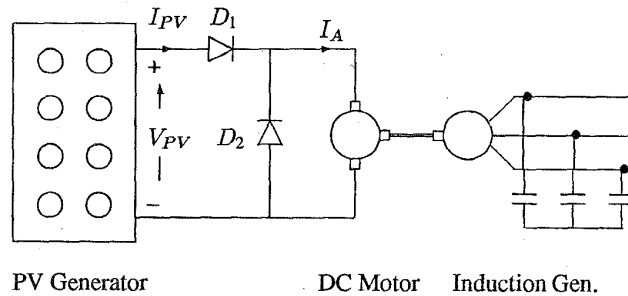 I_PV D_1 I_A
+
V_PV D_2
−
PV Generator DC Motor Induction Gen.